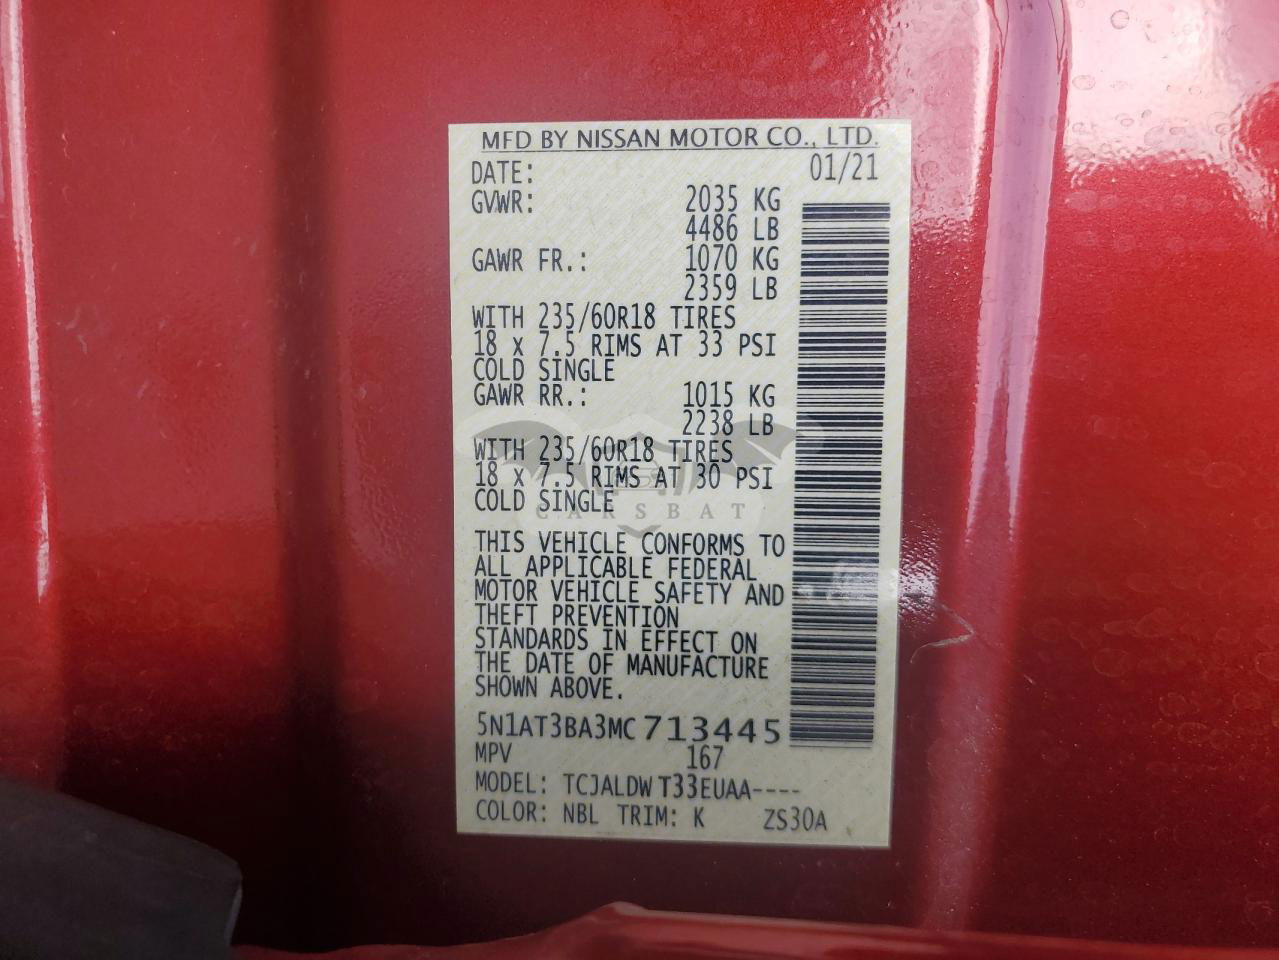 MFD BY NISSAN MOTOR CO., LTD.
DATE: 01/21
GVWR: 2035 KG
4486 LB
GAWR FR.: 1070 KG
2359 LB
WITH 235/60R18 TIRES
18 x 7.5 RIMS AT 33 PSI
COLD SINGLE
GAWR RR.: 1015 KG
2238 LB
WITH 235/60R18 TIRES
18 x 7.5 RIMS AT 30 PSI
COLD SINGLE
CARSBAT
THIS VEHICLE CONFORMS TO
ALL APPLICABLE FEDERAL
MOTOR VEHICLE SAFETY AND
THEFT PREVENTION
STANDARDS IN EFFECT ON
THE DATE OF MANUFACTURE
SHOWN ABOVE.
5N1AT3BA3MC713445
MPV 167
MODEL: TCJALDW T33EUAA----
COLOR: NBL TRIM: K ZS30A